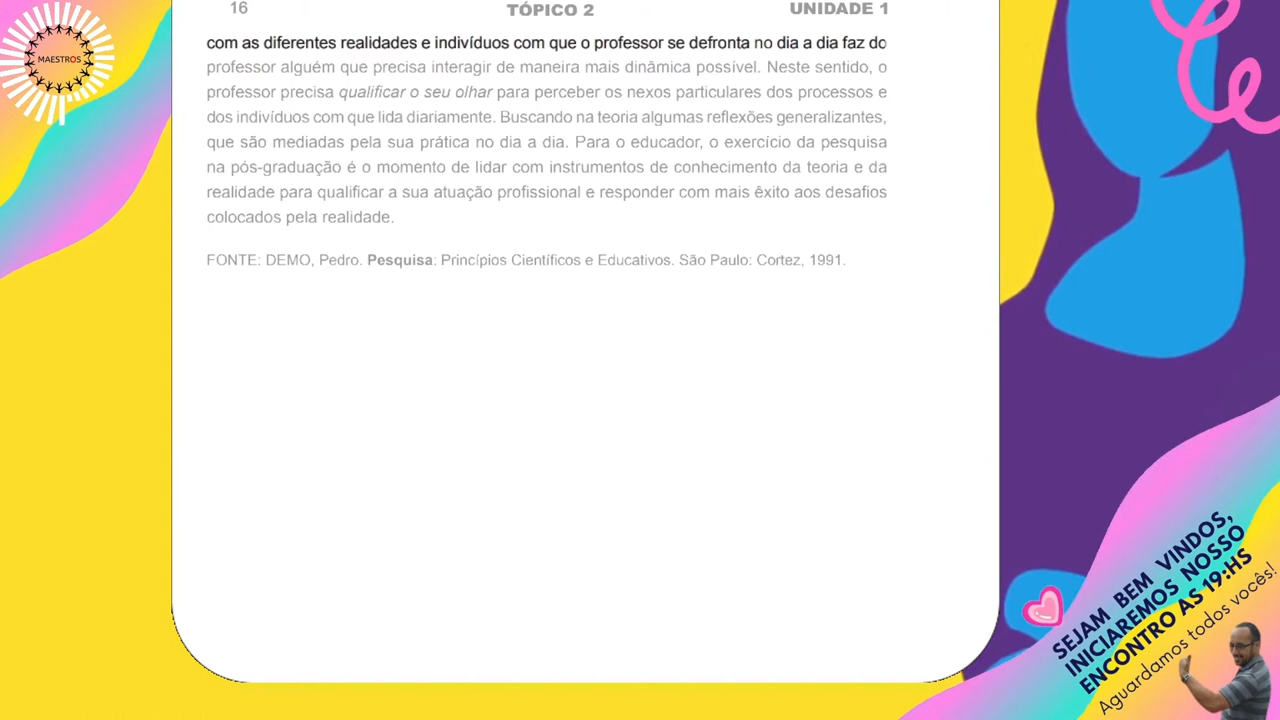 MAESTROS
16 TÓPICO 2 UNIDADE 1
com as diferentes realidades e indivíduos com que o professor se defronta no dia a dia faz do
professor alguém que precisa interagir de maneira mais dinâmica possível. Neste sentido, o
professor precisa qualificar o seu olhar para perceber os nexos particulares dos processos e
dos indivíduos com que lida diariamente. Buscando na teoria algumas reflexões generalizantes,
que são mediadas pela sua prática no dia a dia. Para o educador, o exercício da pesquisa
na pós-graduação é o momento de lidar com instrumentos de conhecimento da teoria e da
realidade para qualificar a sua atuação profissional e responder com mais êxito aos desafios
colocados pela realidade.
FONTE: DEMO, Pedro. Pesquisa: Princípios Científicos e Educativos. São Paulo: Cortez, 1991.
SEJAM BEM VINDOS,
INICIAREMOS NOSSO
ENCONTRO AS 19:HS
Aguardamos todos vocês!